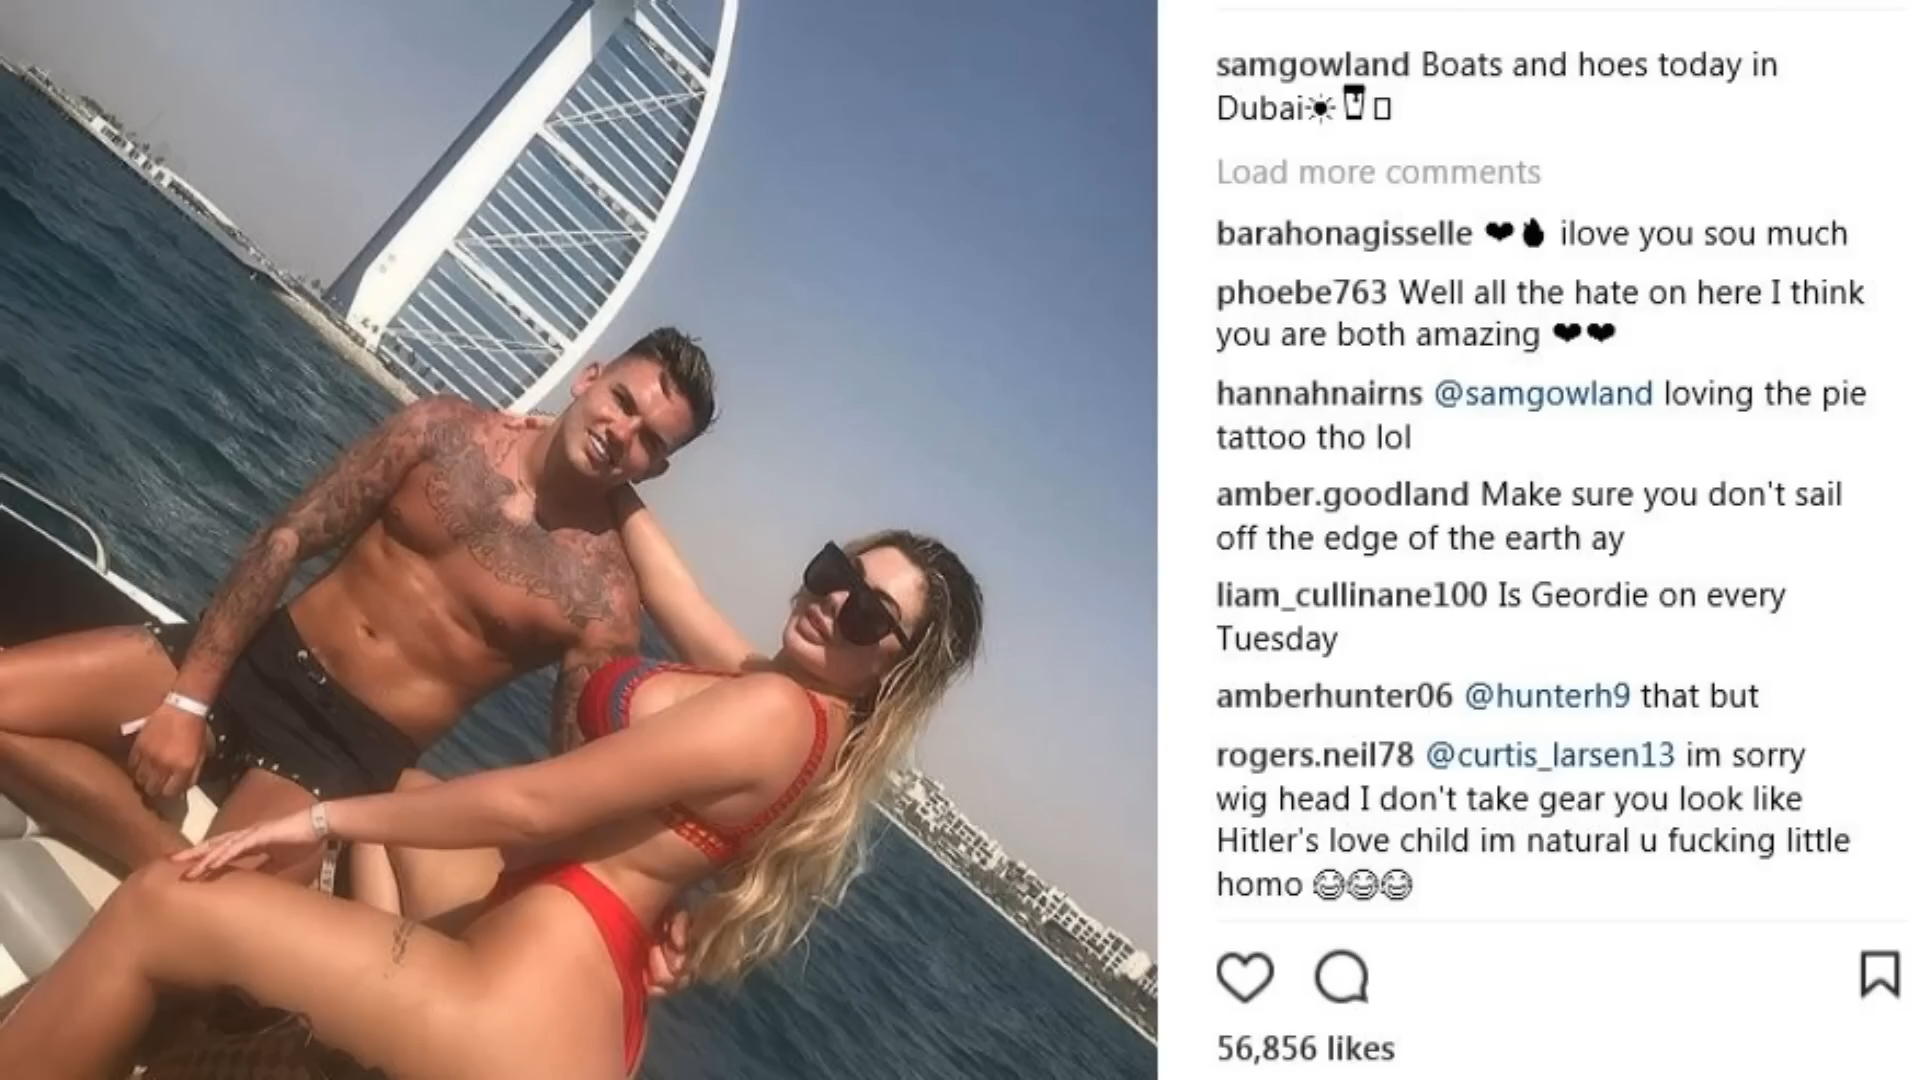 samgowland Boats and hoes today in
Dubai☀
Load more comments
barahonagisselle ❤🔥 ilove you sou much
phoebe763 Well all the hate on here I think
you are both amazing ❤❤
hannahnairns @samgowland loving the pie
tattoo tho lol
amber.goodland Make sure you don't sail
off the edge of the earth ay
liam_cullinane100 Is Geordie on every
Tuesday
amberhunter06 @hunterh9 that but
rogers.neil78 @curtis_larsen13 im sorry
wig head I don't take gear you look like
Hitler's love child im natural u fucking little
homo 😂😂😂
56,856 likes